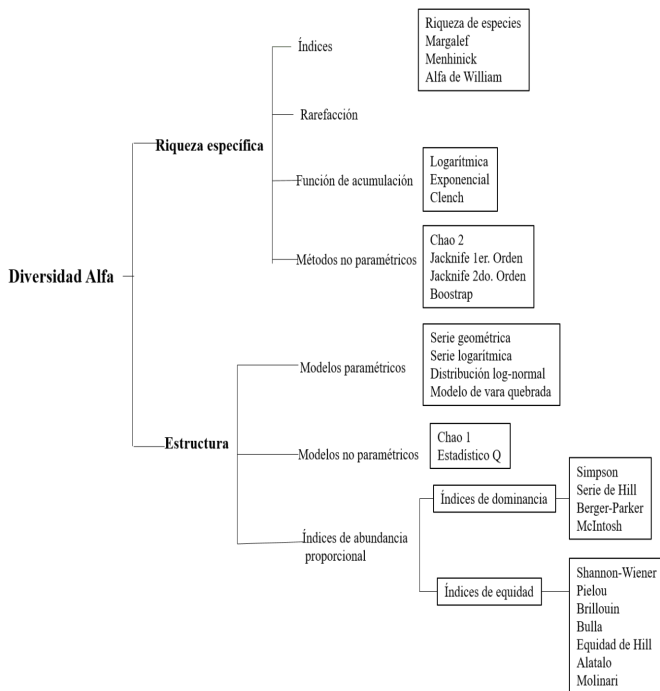 Diversidad Alfa
Riqueza específica
Índices
Riqueza de especies
Margalef
Menhinick
Alfa de William
Rarefacción
Función de acumulación
Logarítmica
Exponencial
Clench
Métodos no paramétricos
Chao 2
Jacknife 1er. Orden
Jacknife 2do. Orden
Boostrap
Estructura
Modelos paramétricos
Serie geométrica
Serie logarítmica
Distribución log-normal
Modelo de vara quebrada
Modelos no paramétricos
Chao 1
Estadístico Q
Índices de abundancia
proporcional
Índices de dominancia
Simpson
Serie de Hill
Berger-Parker
McIntosh
Índices de equidad
Shannon-Wiener
Pielou
Brillouin
Bulla
Equidad de Hill
Alatalo
Molinari